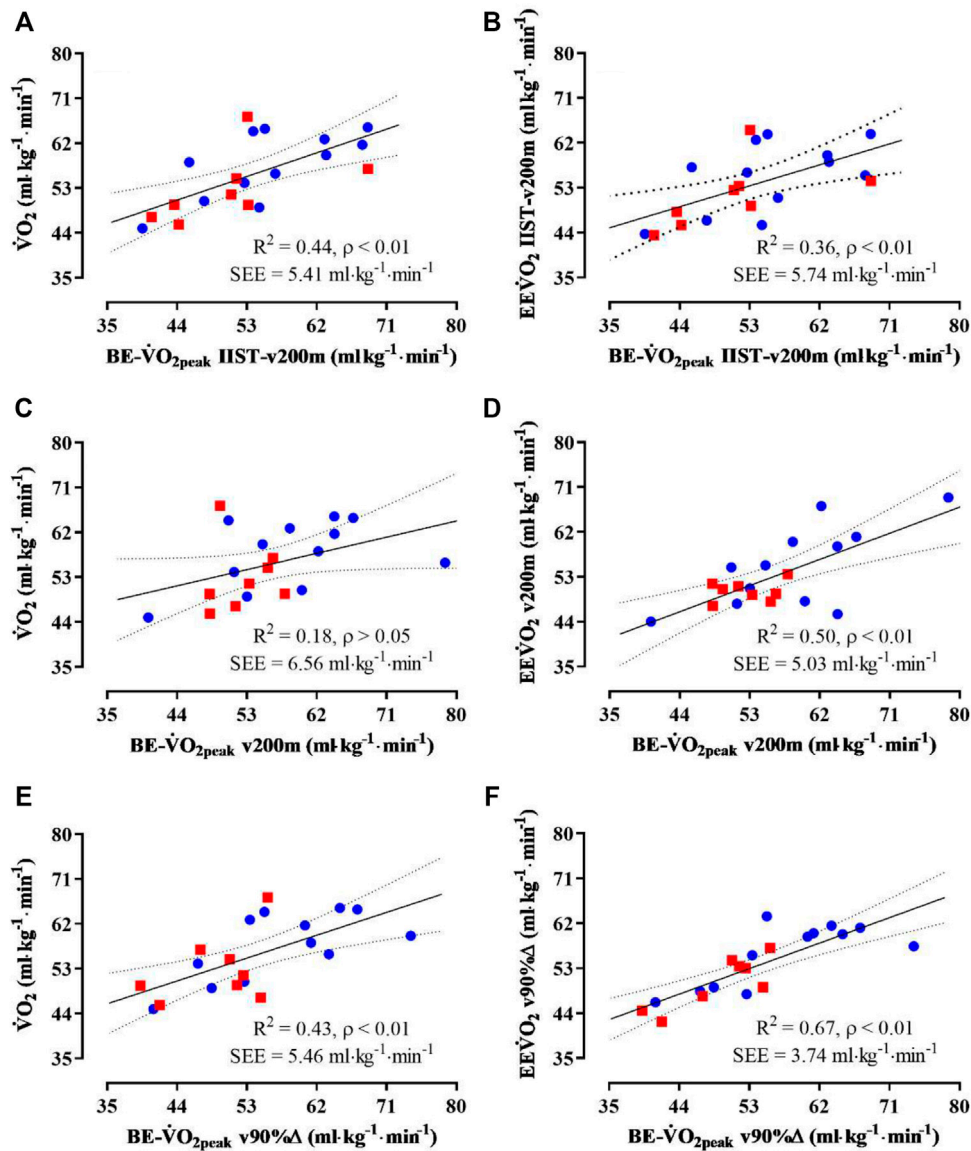 A
V̇O₂ (ml·kg⁻¹·min⁻¹)
80
71
62
53
44
35
R² = 0.44, ρ < 0.01
SEE = 5.41 ml·kg⁻¹·min⁻¹
35 44 53 62 71 80
BE-V̇O₂peak IIST-v200m (ml·kg⁻¹·min⁻¹)
B
EEV̇O₂ IIST-v200m (ml·kg⁻¹·min⁻¹)
80
71
62
53
44
35
R² = 0.36, ρ < 0.01
SEE = 5.74 ml·kg⁻¹·min⁻¹
35 44 53 62 71 80
BE-V̇O₂peak IIST-v200m (ml·kg⁻¹·min⁻¹)
C
V̇O₂ (ml·kg⁻¹·min⁻¹)
80
71
62
53
44
35
R² = 0.18, ρ > 0.05
SEE = 6.56 ml·kg⁻¹·min⁻¹
35 44 53 62 71 80
BE-V̇O₂peak v200m (ml·kg⁻¹·min⁻¹)
D
EEV̇O₂ v200m (ml·kg⁻¹·min⁻¹)
80
71
62
53
44
35
R² = 0.50, ρ < 0.01
SEE = 5.03 ml·kg⁻¹·min⁻¹
35 44 53 62 71 80
BE-V̇O₂peak v200m (ml·kg⁻¹·min⁻¹)
E
V̇O₂ (ml·kg⁻¹·min⁻¹)
80
71
62
53
44
35
R² = 0.43, ρ < 0.01
SEE = 5.46 ml·kg⁻¹·min⁻¹
35 44 53 62 71 80
BE-V̇O₂peak v90%Δ (ml·kg⁻¹·min⁻¹)
F
EEV̇O₂ v90%Δ (ml·kg⁻¹·min⁻¹)
80
71
62
53
44
35
R² = 0.67, ρ < 0.01
SEE = 3.74 ml·kg⁻¹·min⁻¹
35 44 53 62 71 80
BE-V̇O₂peak v90%Δ (ml·kg⁻¹·min⁻¹)